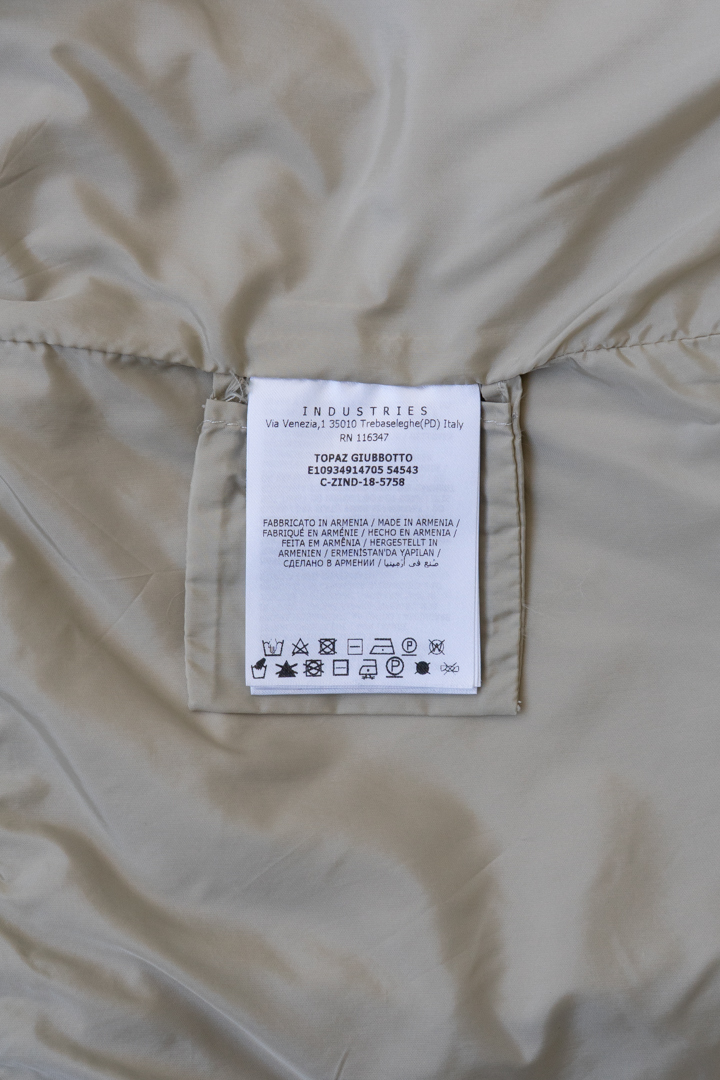 INDUSTRIES
Via Venezia,1 35010 Trebaseleghe(PD) Italy
RN 116347
TOPAZ GIUBBOTTO
E10934914705 54543
C-ZIND-18-5758
FABBRICATO IN ARMENIA / MADE IN ARMENIA /
FABRIQUÉ EN ARMÉNIE / HECHO EN ARMENIA /
FEITA EM ARMÊNIA / HERGESTELLT IN
ARMENIEN / ERMENİSTAN'DA YAPILAN /
СДЕЛАНО В АРМЕНИИ / صنع في أرمينيا